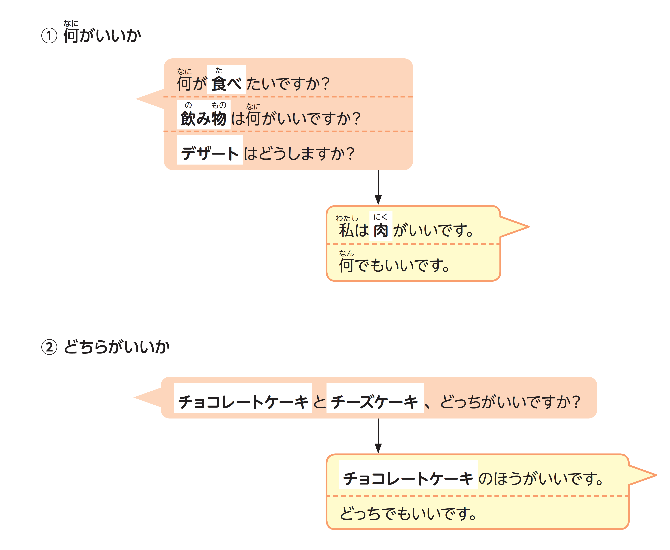 ① 何がいいか
何が食べたいですか？
飲み物は何がいいですか？
デザートはどうしますか？
私は肉がいいです。
何でもいいです。
② どちらがいいか
チョコレートケーキとチーズケーキ、どっちがいいですか？
チョコレートケーキのほうがいいです。
どっちでもいいです。